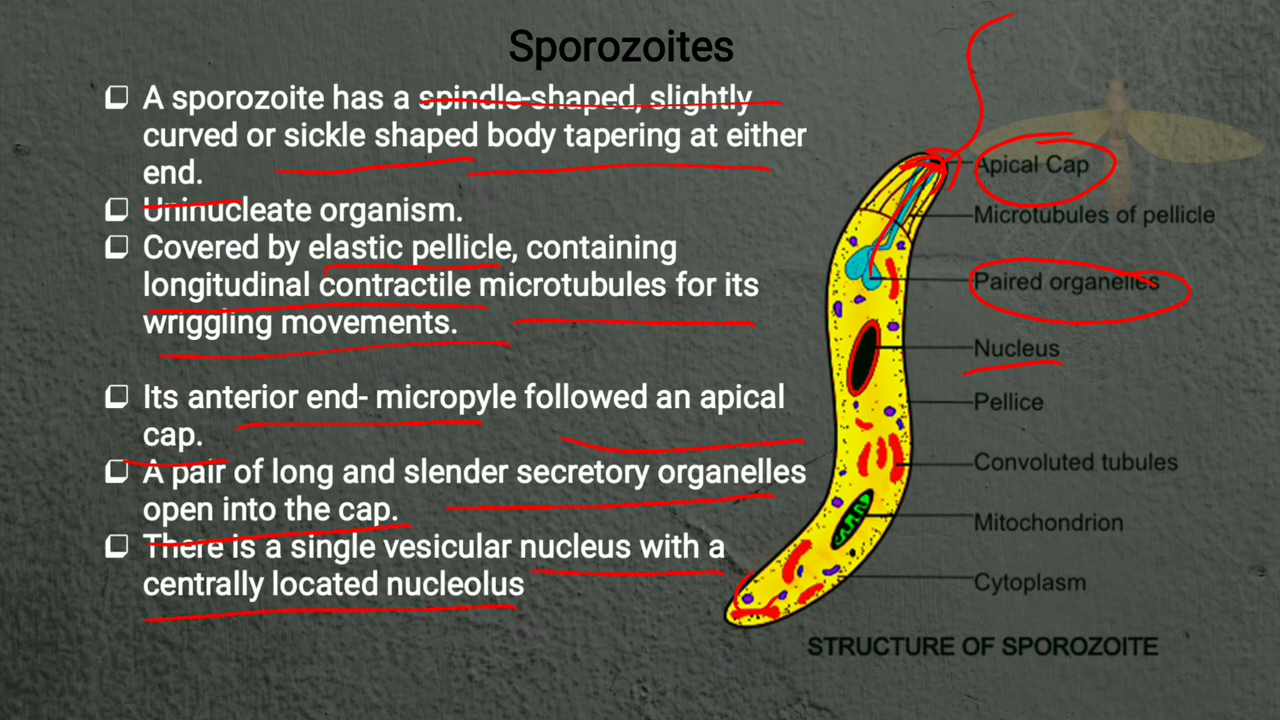 Sporozoites
A sporozoite has a spindle-shaped, slightly
curved or sickle shaped body tapering at either
end.
Uninucleate organism.
Covered by elastic pellicle, containing
longitudinal contractile microtubules for its
wriggling movements.
Its anterior end- micropyle followed an apical
cap.
A pair of long and slender secretory organelles
open into the cap.
There is a single vesicular nucleus with a
centrally located nucleolus
Apical Cap
Microtubules of pellicle
Paired organelles
Nucleus
Pellice
Convoluted tubules
Mitochondrion
Cytoplasm
STRUCTURE OF SPOROZOITE